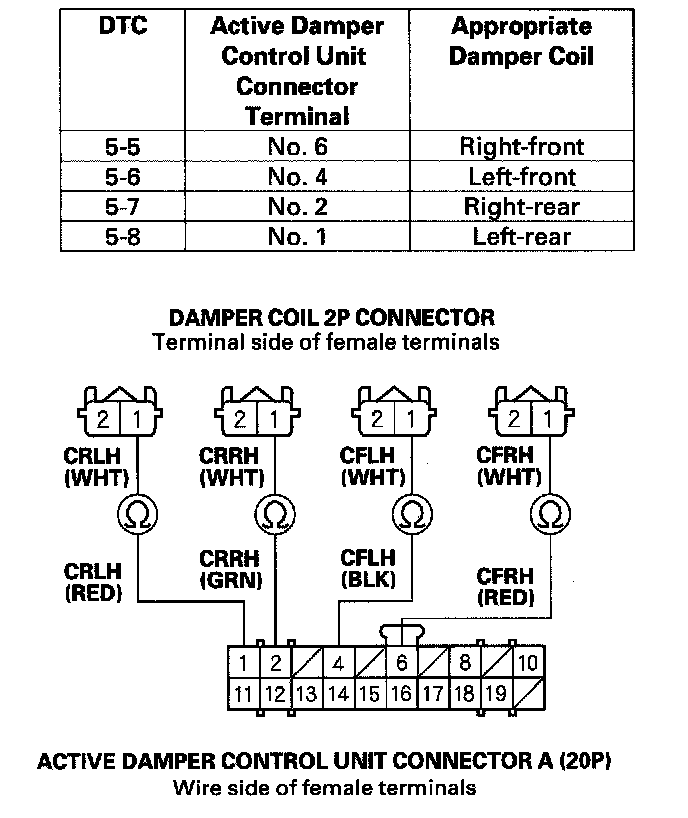 DTC Active Damper Control Unit Connector Terminal Appropriate Damper Coil
5-5 No. 6 Right-front
5-6 No. 4 Left-front
5-7 No. 2 Right-rear
5-8 No. 1 Left-rear
DAMPER COIL 2P CONNECTOR
Terminal side of female terminals
2 1 2 1 2 1 2 1
CRLH (WHT) CRRH (WHT) CFLH (WHT) CFRH (WHT)
Ω Ω Ω Ω
CRLH (RED) CRRH (GRN) CFLH (BLK) CFRH (RED)
1 2 4 6 8 10
11 12 13 14 15 16 17 18 19
ACTIVE DAMPER CONTROL UNIT CONNECTOR A (20P)
Wire side of female terminals